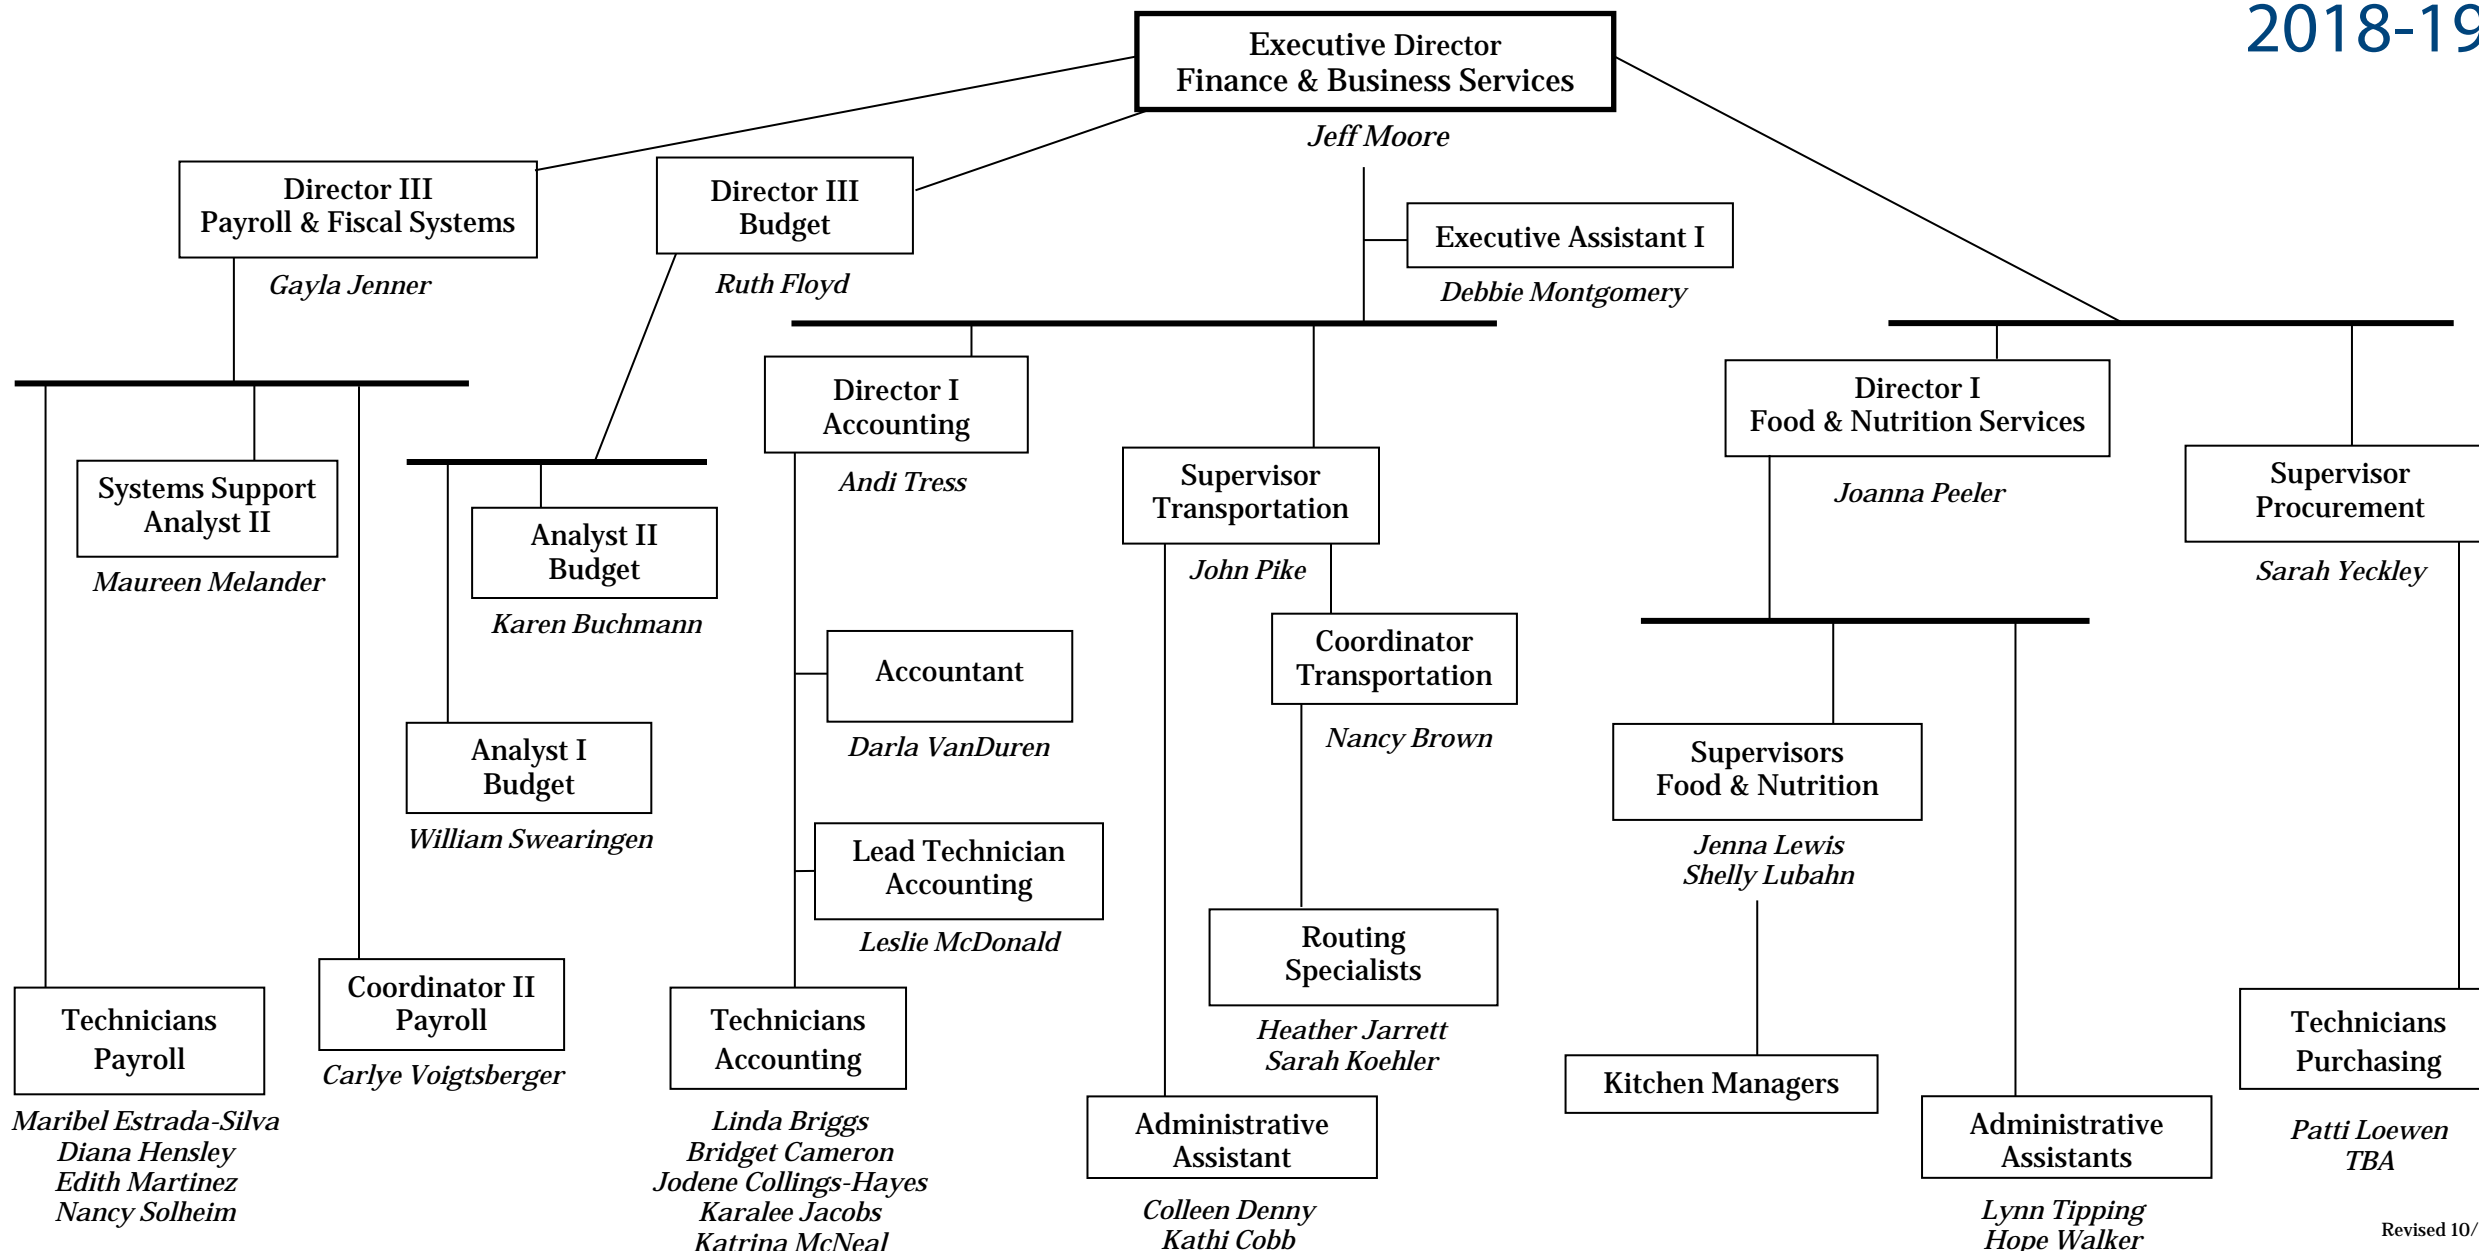 2018-19
Executive Director
Finance & Business Services
Jeff Moore
Director III
Payroll & Fiscal Systems
Gayla Jenner
Director III
Budget
Ruth Floyd
Executive Assistant I
Debbie Montgomery
Systems Support
Analyst II
Maureen Melander
Technicians
Payroll
Maribel Estrada-Silva
Diana Hensley
Edith Martinez
Nancy Solheim
Coordinator II
Payroll
Carlye Voigtsberger
Analyst II
Budget
Karen Buchmann
Analyst I
Budget
William Swearingen
Director I
Accounting
Andi Tress
Accountant
Darla VanDuren
Lead Technician
Accounting
Leslie McDonald
Technicians
Accounting
Linda Briggs
Bridget Cameron
Jodene Collings-Hayes
Karalee Jacobs
Katrina McNeal
Supervisor
Transportation
John Pike
Coordinator
Transportation
Nancy Brown
Routing
Specialists
Heather Jarrett
Sarah Koehler
Administrative
Assistant
Colleen Denny
Kathi Cobb
Director I
Food & Nutrition Services
Joanna Peeler
Supervisors
Food & Nutrition
Jenna Lewis
Shelly Lubahn
Kitchen Managers
Administrative
Assistants
Lynn Tipping
Hope Walker
Supervisor
Procurement
Sarah Yeckley
Technicians
Purchasing
Patti Loewen
TBA
Revised 10/